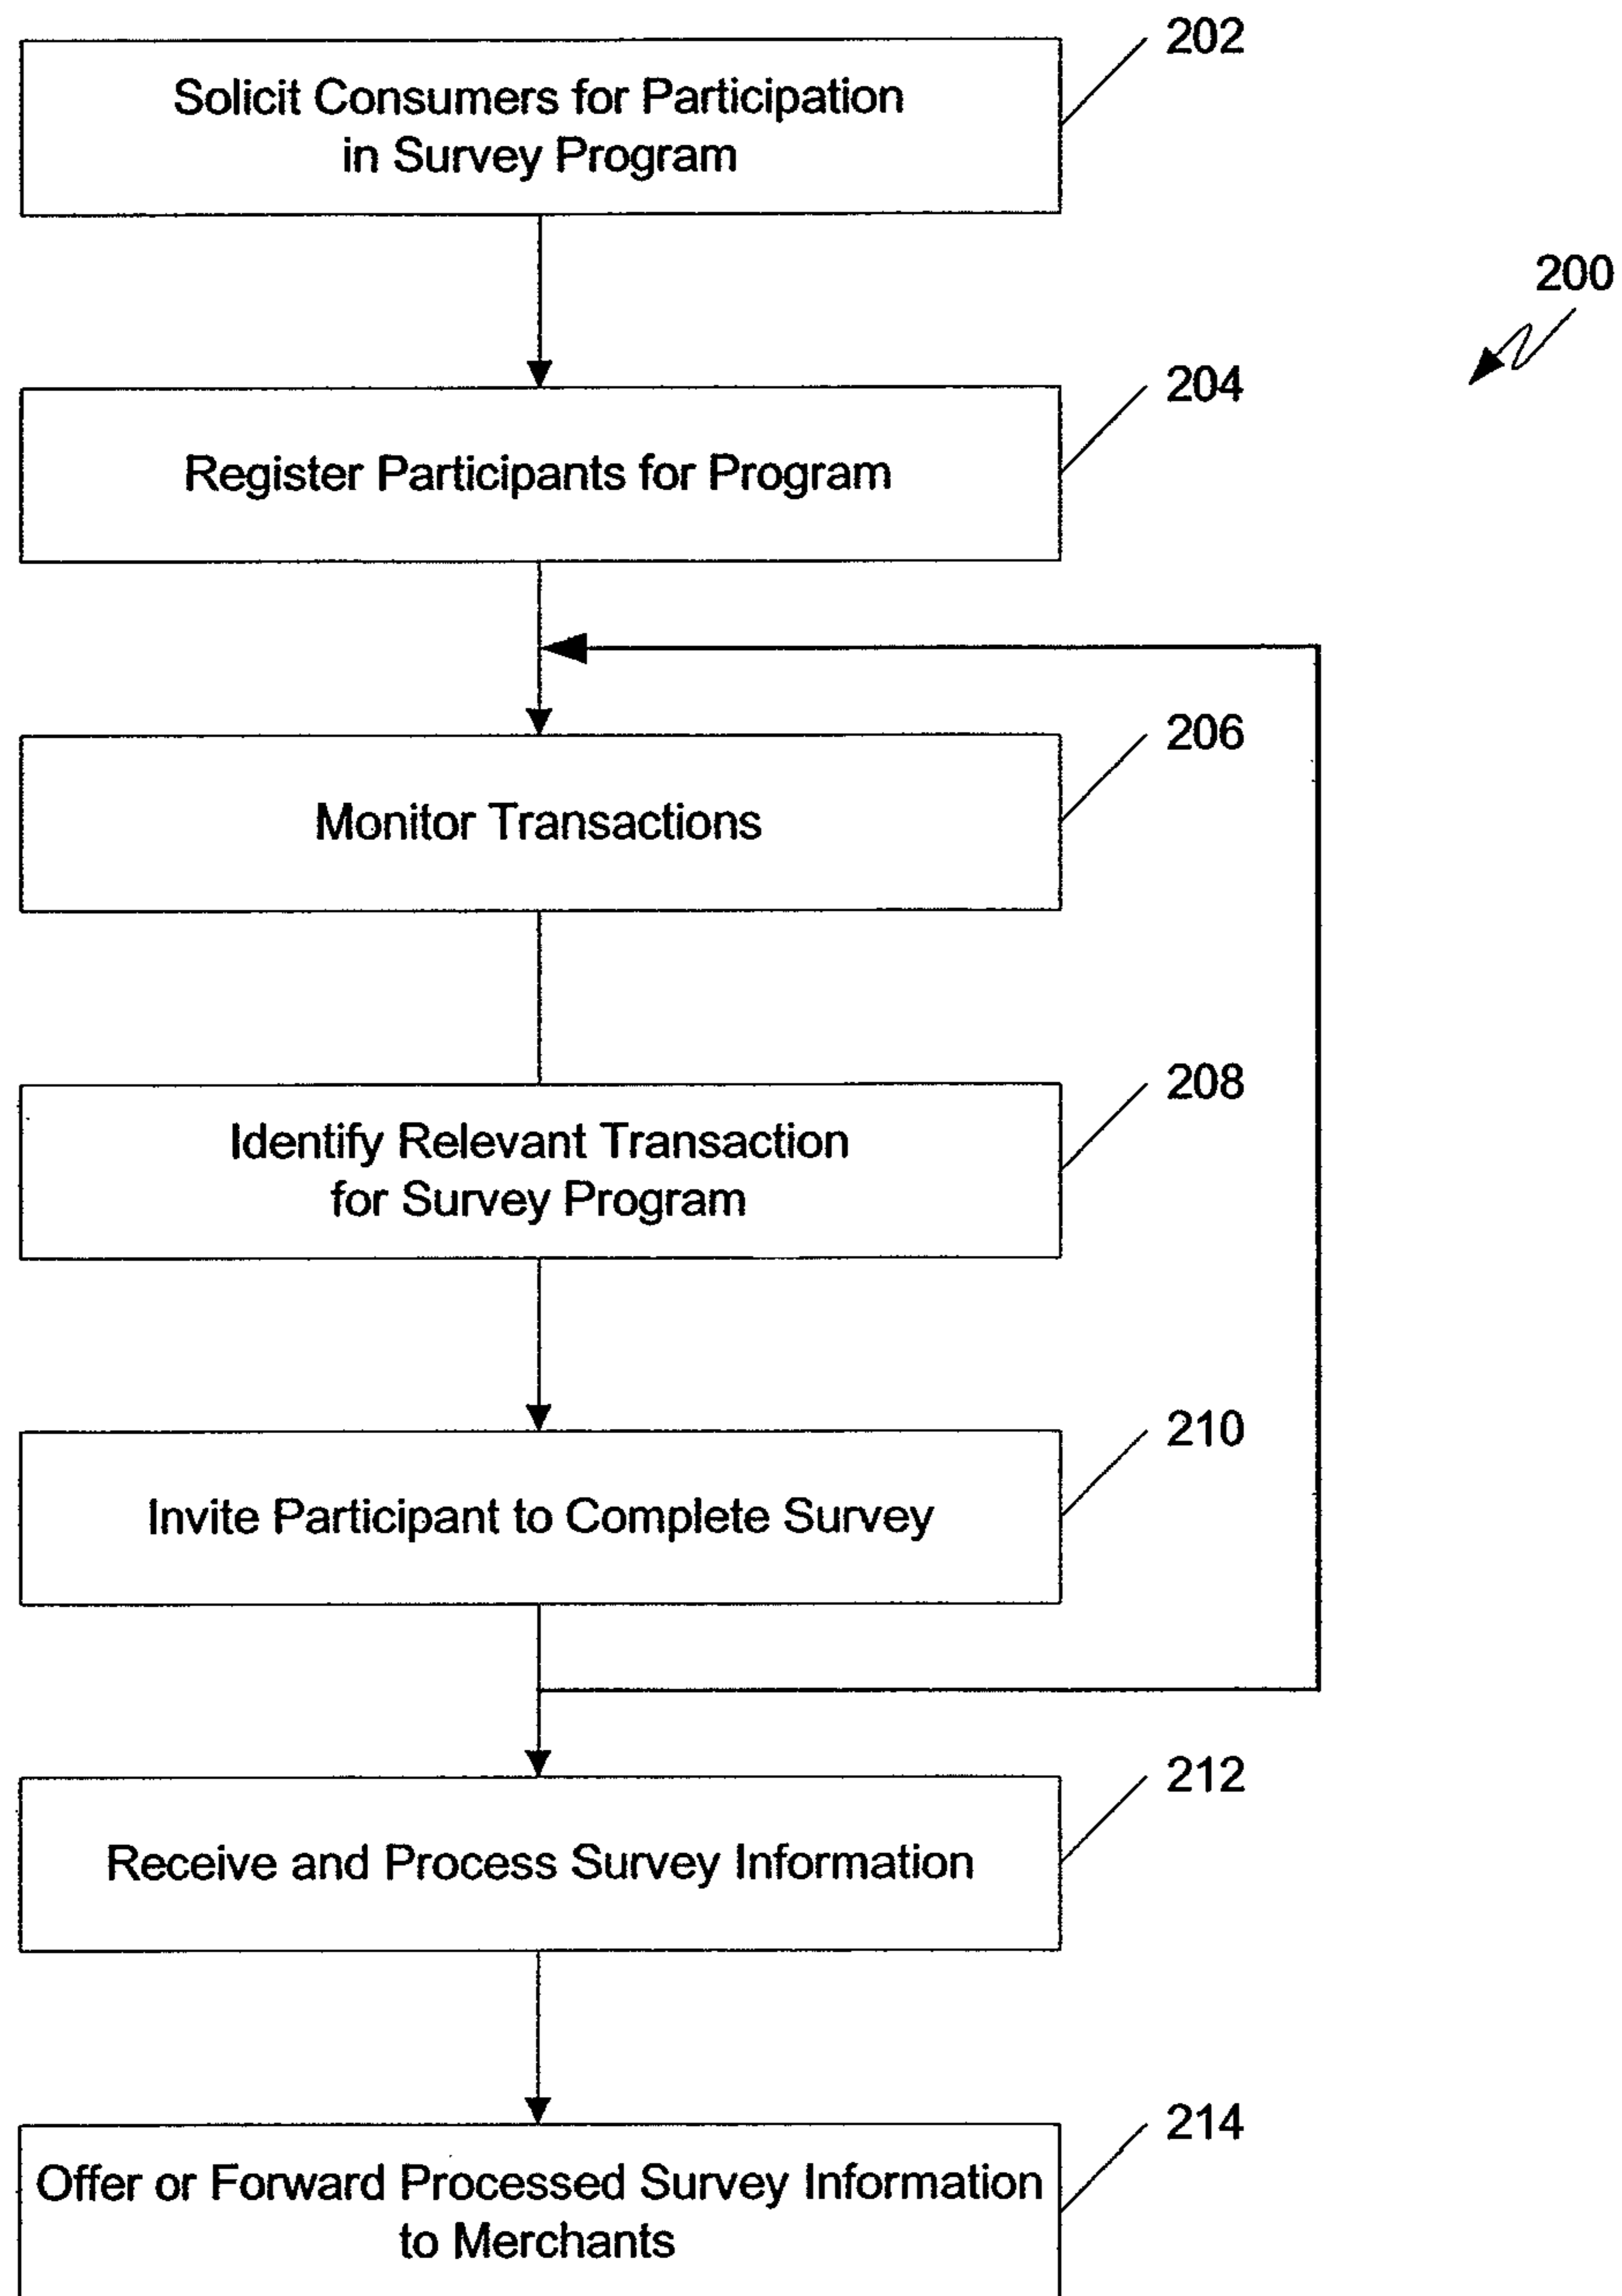 202
Solicit Consumers for Participation
in Survey Program
200
204
Register Participants for Program
206
Monitor Transactions
208
Identify Relevant Transaction
for Survey Program
210
Invite Participant to Complete Survey
212
Receive and Process Survey Information
214
Offer or Forward Processed Survey Information
to Merchants